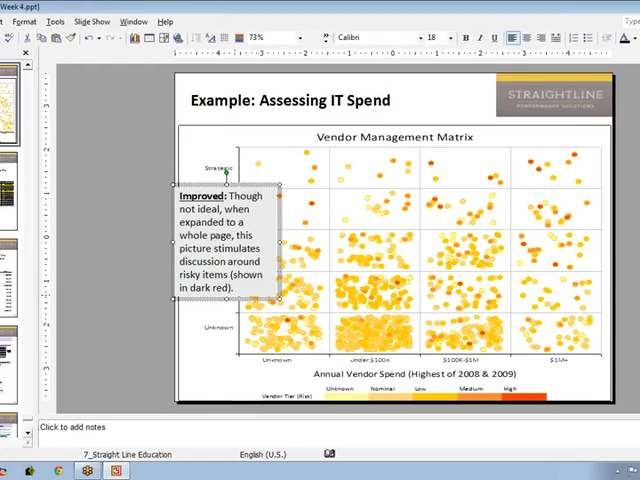 Week 4.ppt]
Format Tools Slide Show Window Help
73% Calibri 18 B I U
Example: Assessing IT Spend
STRAIGHTLINE
PERFORMANCE SOLUTIONS
Vendor Management Matrix
Strategic
Improved: Though
not ideal, when
expanded to a
whole page, this
picture stimulates
discussion around
risky items (shown
in dark red).
Unknown
Unknown Under $100K $100K-$1M $1M+
Annual Vendor Spend (Highest of 2008 & 2009)
Unknown Nominal Low Medium High
Vendor Tier (Risk)
Click to add notes
7_Straight Line Education English (U.S.)